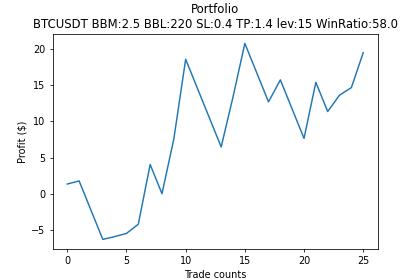 Portfolio
BTCUSDT BBM:2.5 BBL:220 SL:0.4 TP:1.4 lev:15 WinRatio:58.0
20
15
10
5
0
−5
Profit ($)
0 5 10 15 20 25
Trade counts